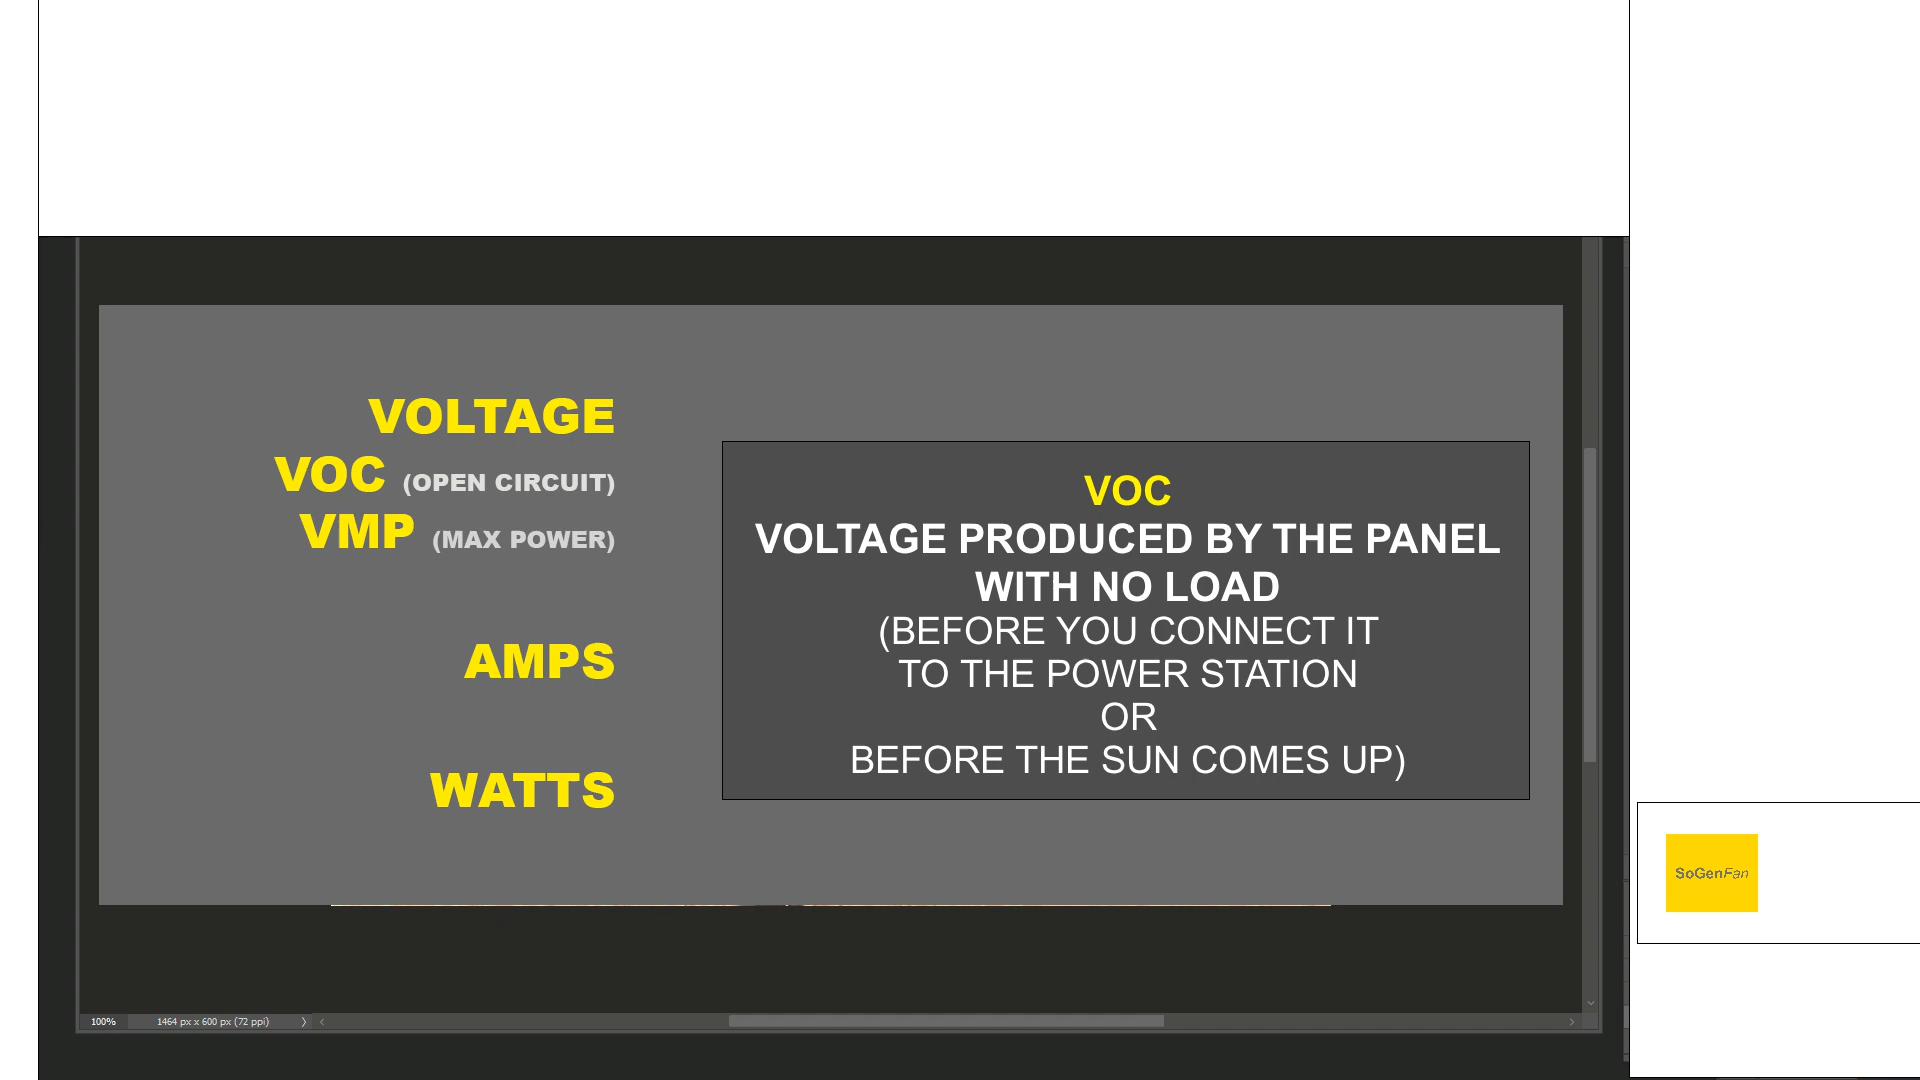 VOLTAGE
VOC (OPEN CIRCUIT)
VMP (MAX POWER)
AMPS
WATTS
VOC
VOLTAGE PRODUCED BY THE PANEL
WITH NO LOAD
(BEFORE YOU CONNECT IT
TO THE POWER STATION
OR
BEFORE THE SUN COMES UP)
SoGenFan
100%
1464 px x 600 px (72 ppi)